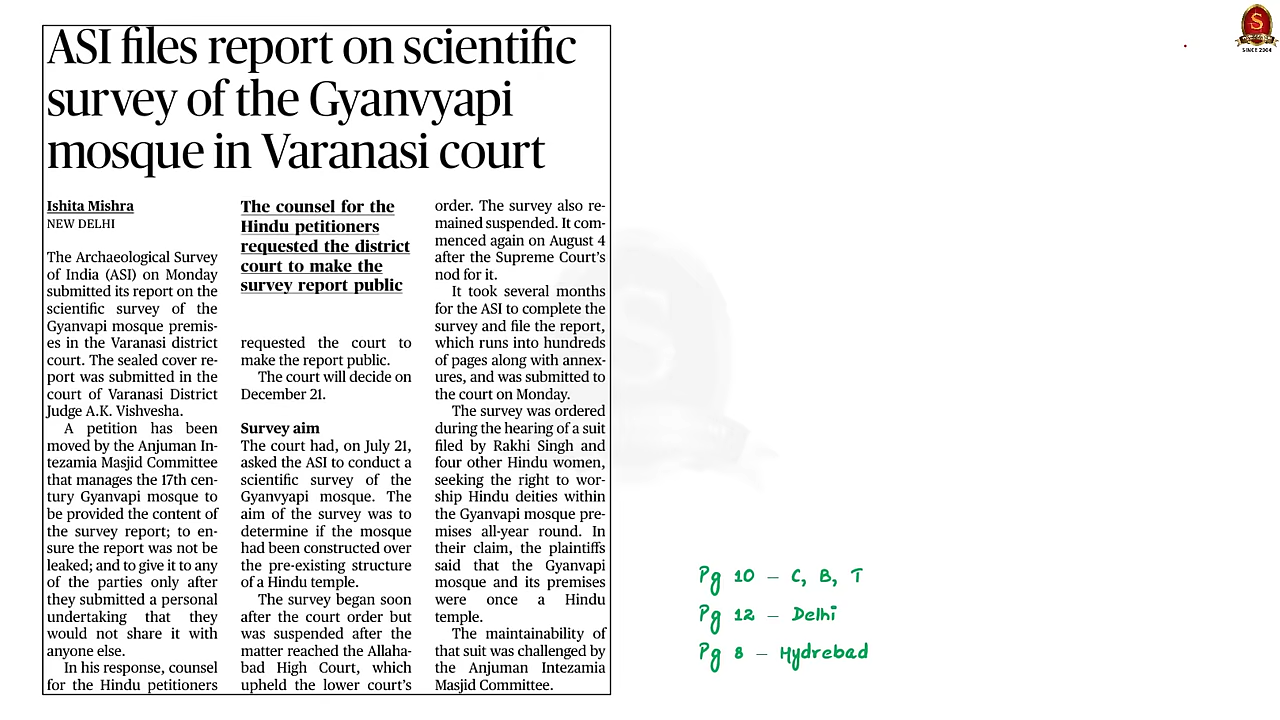 ASI files report on scientific
survey of the Gyanvyapi
mosque in Varanasi court
Ishita Mishra
NEW DELHI
The Archaeological Survey
of India (ASI) on Monday
submitted its report on the
scientific survey of the
Gyanvapi mosque premis-
es in the Varanasi district
court. The sealed cover re-
port was submitted in the
court of Varanasi District
Judge A.K. Vishvesha.
A petition has been
moved by the Anjuman In-
tezamia Masjid Committee
that manages the 17th cen-
tury Gyanvapi mosque to
be provided the content of
the survey report; to en-
sure the report was not be
leaked; and to give it to any
of the parties only after
they submitted a personal
undertaking that they
would not share it with
anyone else.
In his response, counsel
for the Hindu petitioners
The counsel for the
Hindu petitioners
requested the district
court to make the
survey report public
requested the court to
make the report public.
The court will decide on
December 21.
Survey aim
The court had, on July 21,
asked the ASI to conduct a
scientific survey of the
Gyanvyapi mosque. The
aim of the survey was to
determine if the mosque
had been constructed over
the pre-existing structure
of a Hindu temple.
The survey began soon
after the court order but
was suspended after the
matter reached the Allaha-
bad High Court, which
upheld the lower court's
order. The survey also re-
mained suspended. It com-
menced again on August 4
after the Supreme Court's
nod for it.
It took several months
for the ASI to complete the
survey and file the report,
which runs into hundreds
of pages along with annex-
ures, and was submitted to
the court on Monday.
The survey was ordered
during the hearing of a suit
filed by Rakhi Singh and
four other Hindu women,
seeking the right to wor-
ship Hindu deities within
the Gyanvapi mosque pre-
mises all-year round. In
their claim, the plaintiffs
said that the Gyanvapi
mosque and its premises
were once a Hindu
temple.
The maintainability of
that suit was challenged by
the Anjuman Intezamia
Masjid Committee.
S
SINCE 2004
Pg 10 – C, B, T
Pg 12 – Delhi
Pg 8 – Hydrebad